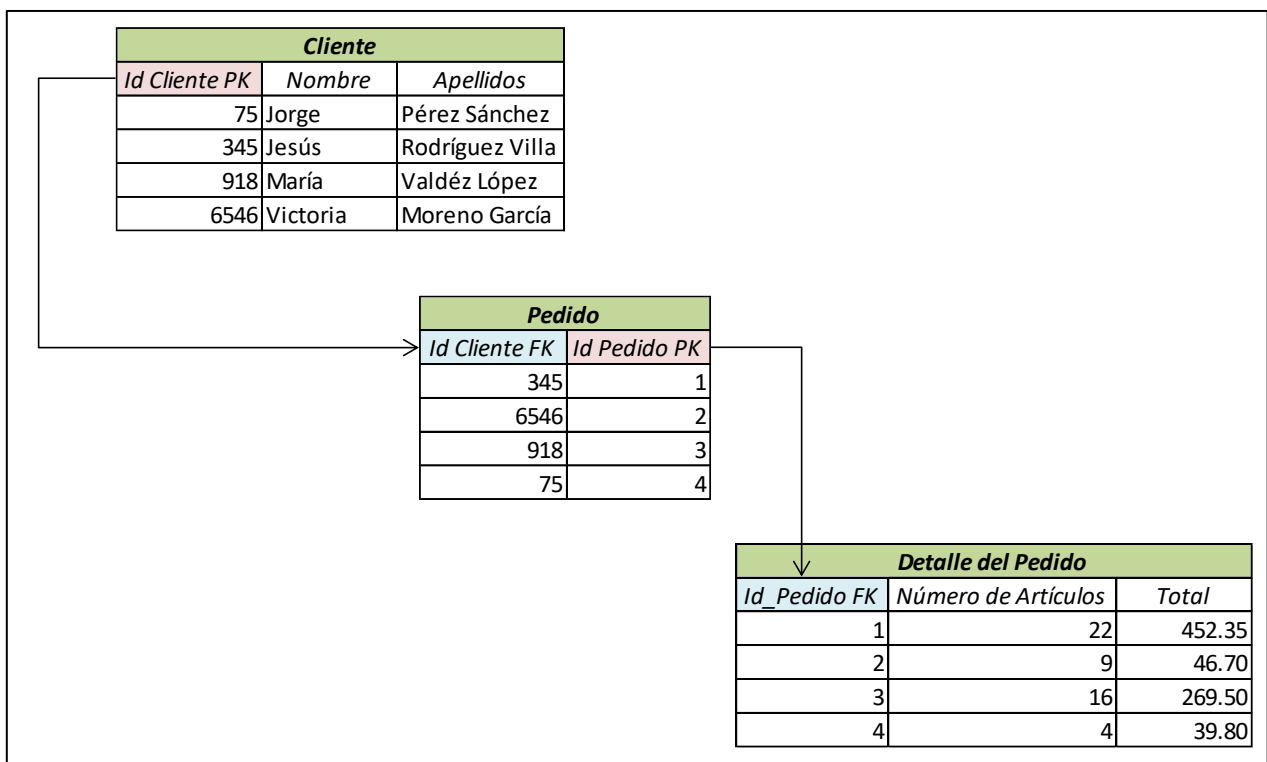 Cliente
Id Cliente PK Nombre Apellidos
75 Jorge Pérez Sánchez
345 Jesús Rodríguez Villa
918 María Valdéz López
6546 Victoria Moreno García
Pedido
Id Cliente FK Id Pedido PK
345 1
6546 2
918 3
75 4
Detalle del Pedido
Id_Pedido FK Número de Artículos Total
1 22 452.35
2 9 46.70
3 16 269.50
4 4 39.80